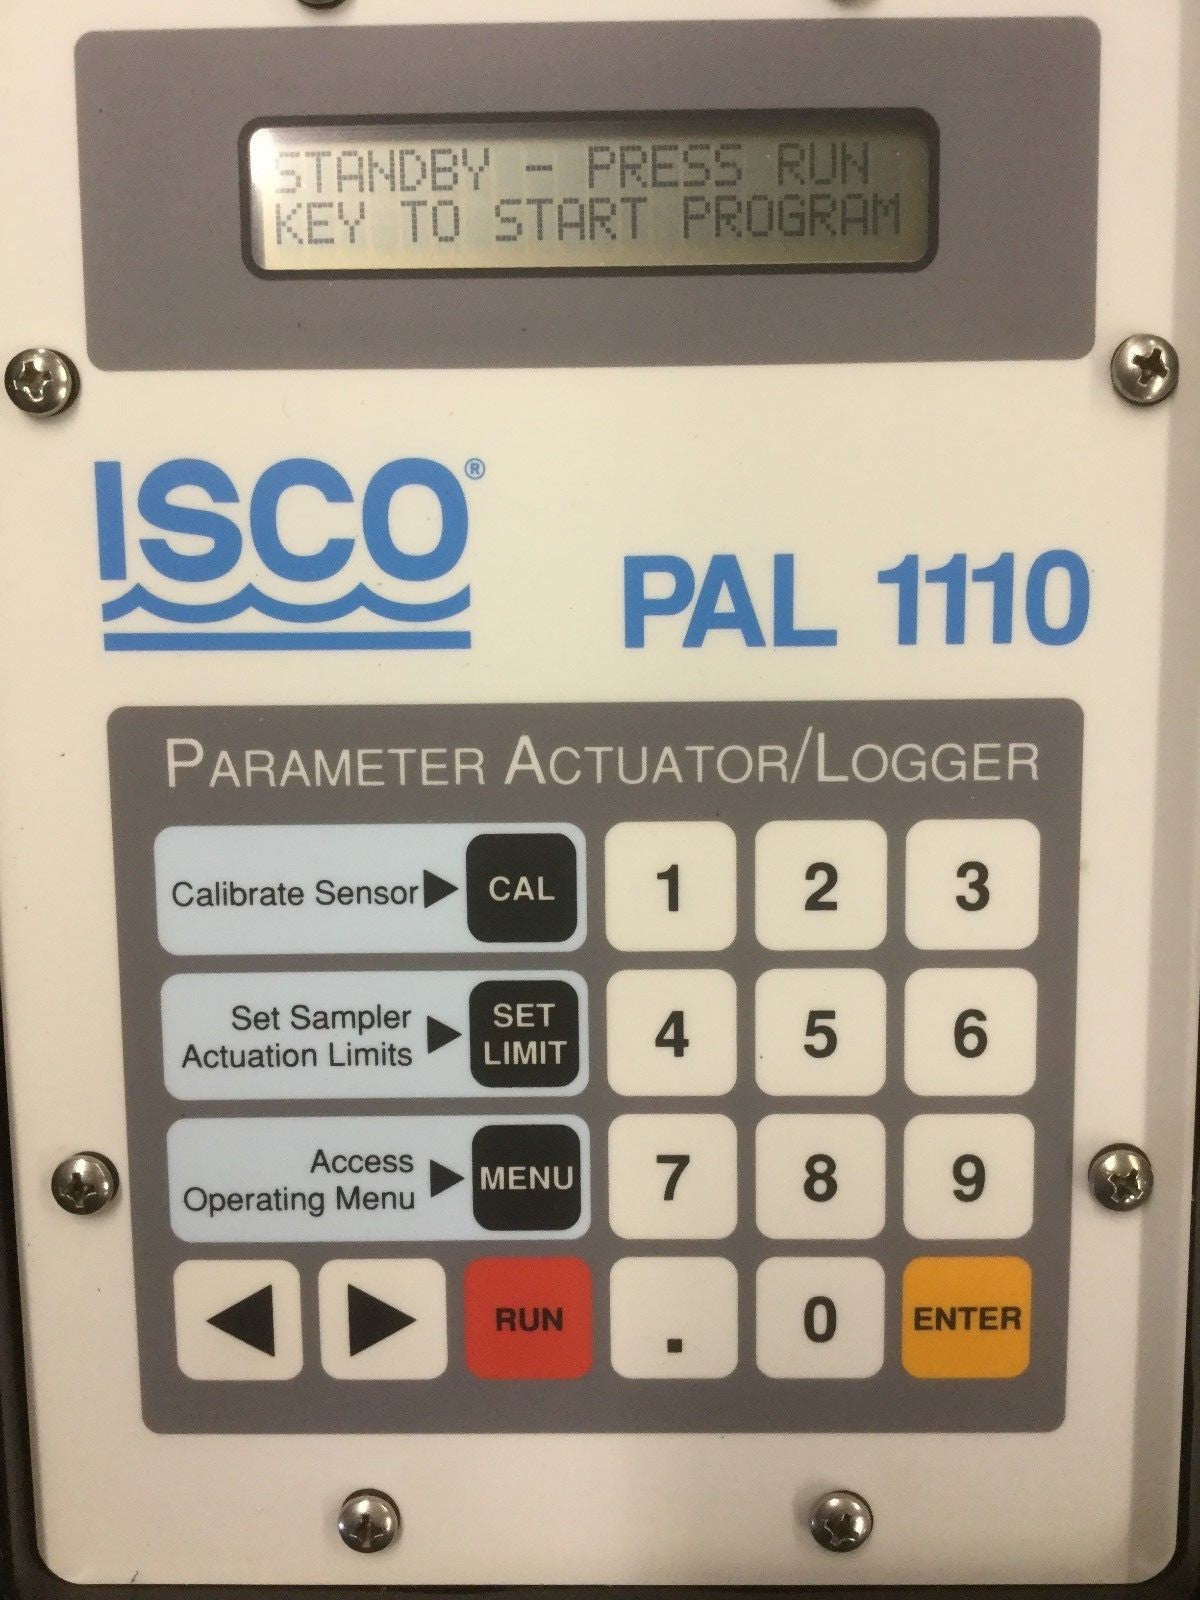 STANDBY - PRESS RUN
KEY TO START PROGRAM
ISCO®
PAL 1110
PARAMETER ACTUATOR/LOGGER
Calibrate Sensor CAL 1 2 3
Set Sampler
Actuation Limits
SET
LIMIT
4 5 6
Access
Operating Menu
MENU 7 8 9
RUN . 0 ENTER